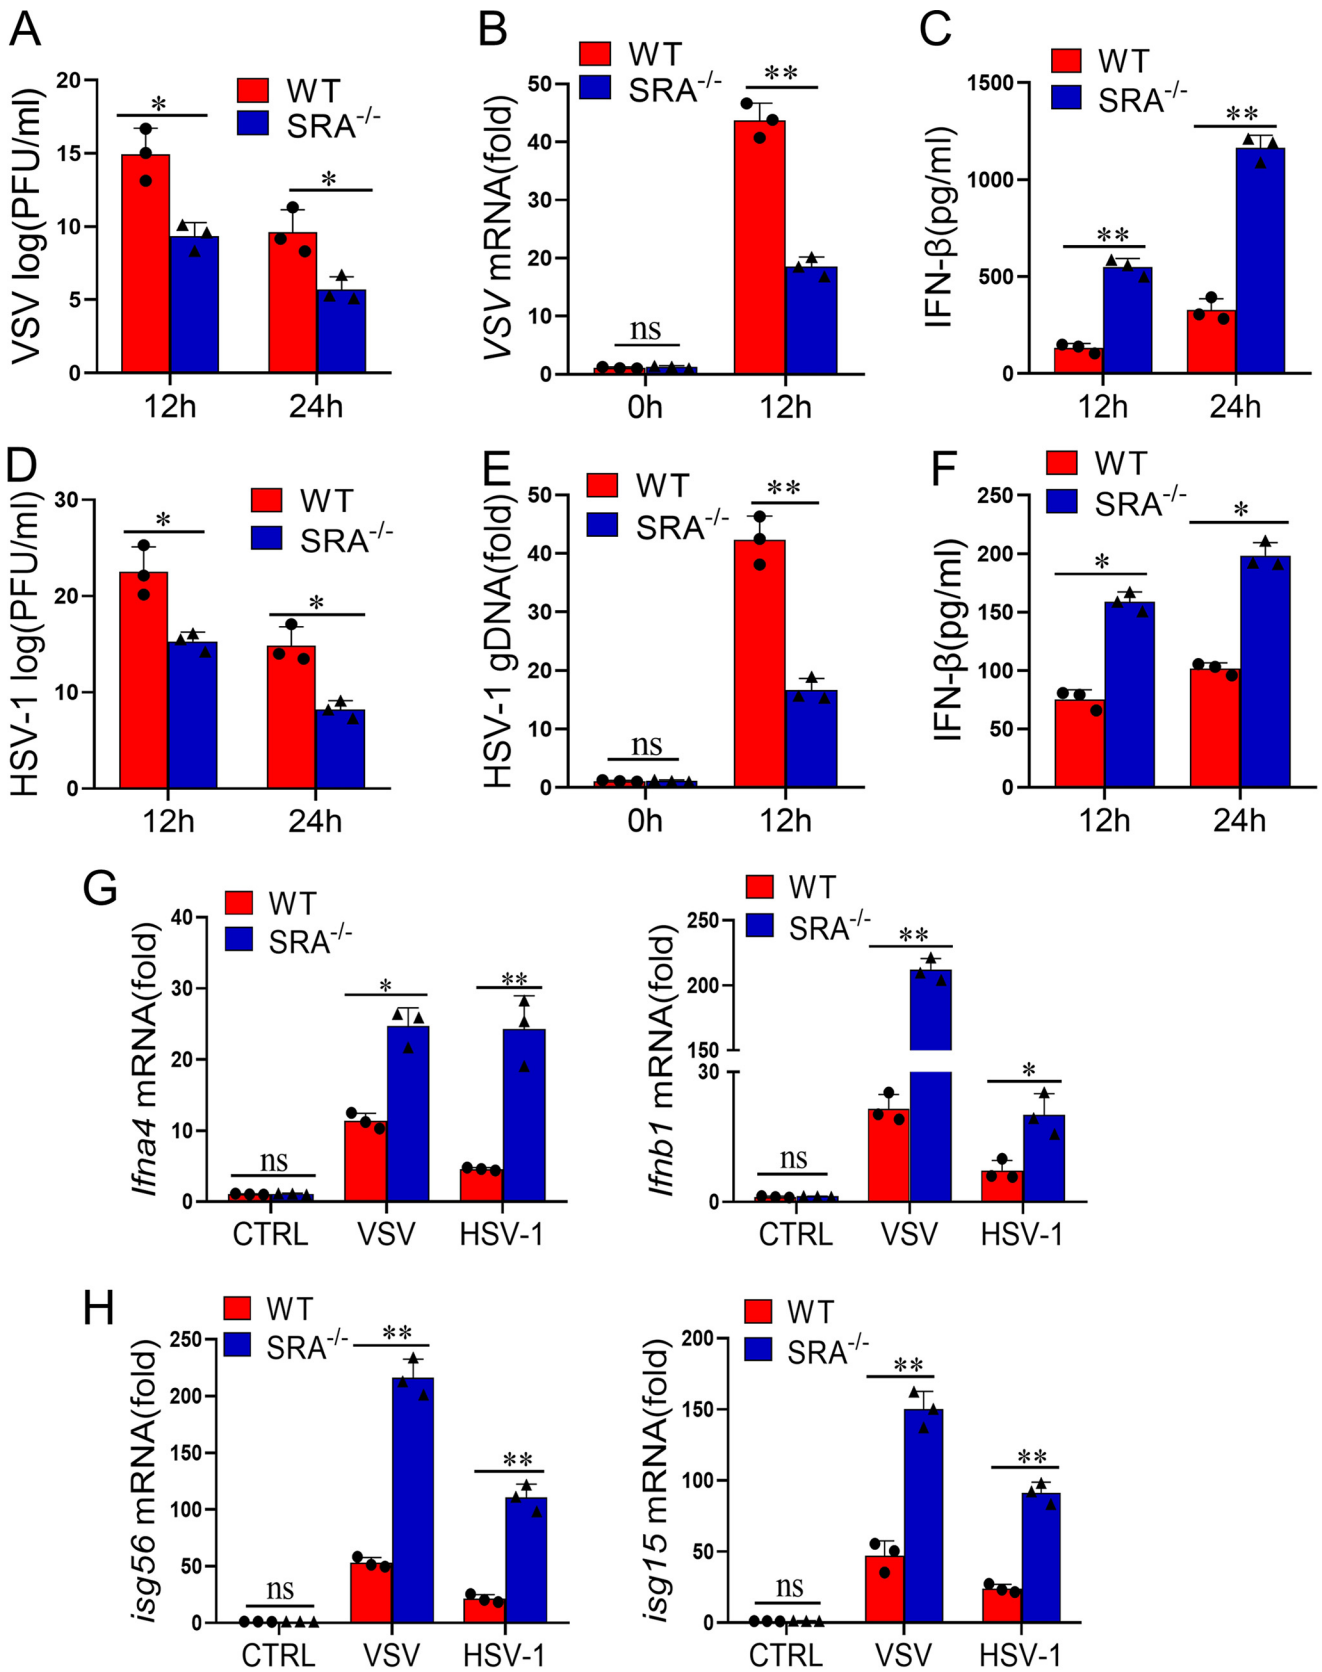 A
VSV log(PFU/ml)
20
15
10
5
0
WT
SRA-/-
*
*
12h
24h
B
VSV mRNA(fold)
50
40
30
20
10
0
WT
SRA-/-
ns
**
0h
12h
C
IFN-β(pg/ml)
1500
1000
500
0
WT
SRA-/-
**
**
12h
24h
D
HSV-1 log(PFU/ml)
30
20
10
0
WT
SRA-/-
*
*
12h
24h
E
HSV-1 gDNA(fold)
50
40
30
20
10
0
WT
SRA-/-
ns
**
0h
12h
F
IFN-β(pg/ml)
250
200
150
100
50
0
WT
SRA-/-
*
*
12h
24h
G
Ifna4 mRNA(fold)
40
30
20
10
0
WT
SRA-/-
ns
*
**
CTRL
VSV
HSV-1
Ifnb1 mRNA(fold)
250
200
150
30
20
10
0
WT
SRA-/-
ns
**
*
CTRL
VSV
HSV-1
H
isg56 mRNA(fold)
250
200
150
100
50
0
WT
SRA-/-
ns
**
**
CTRL
VSV
HSV-1
isg15 mRNA(fold)
200
150
100
50
0
WT
SRA-/-
ns
**
**
CTRL
VSV
HSV-1